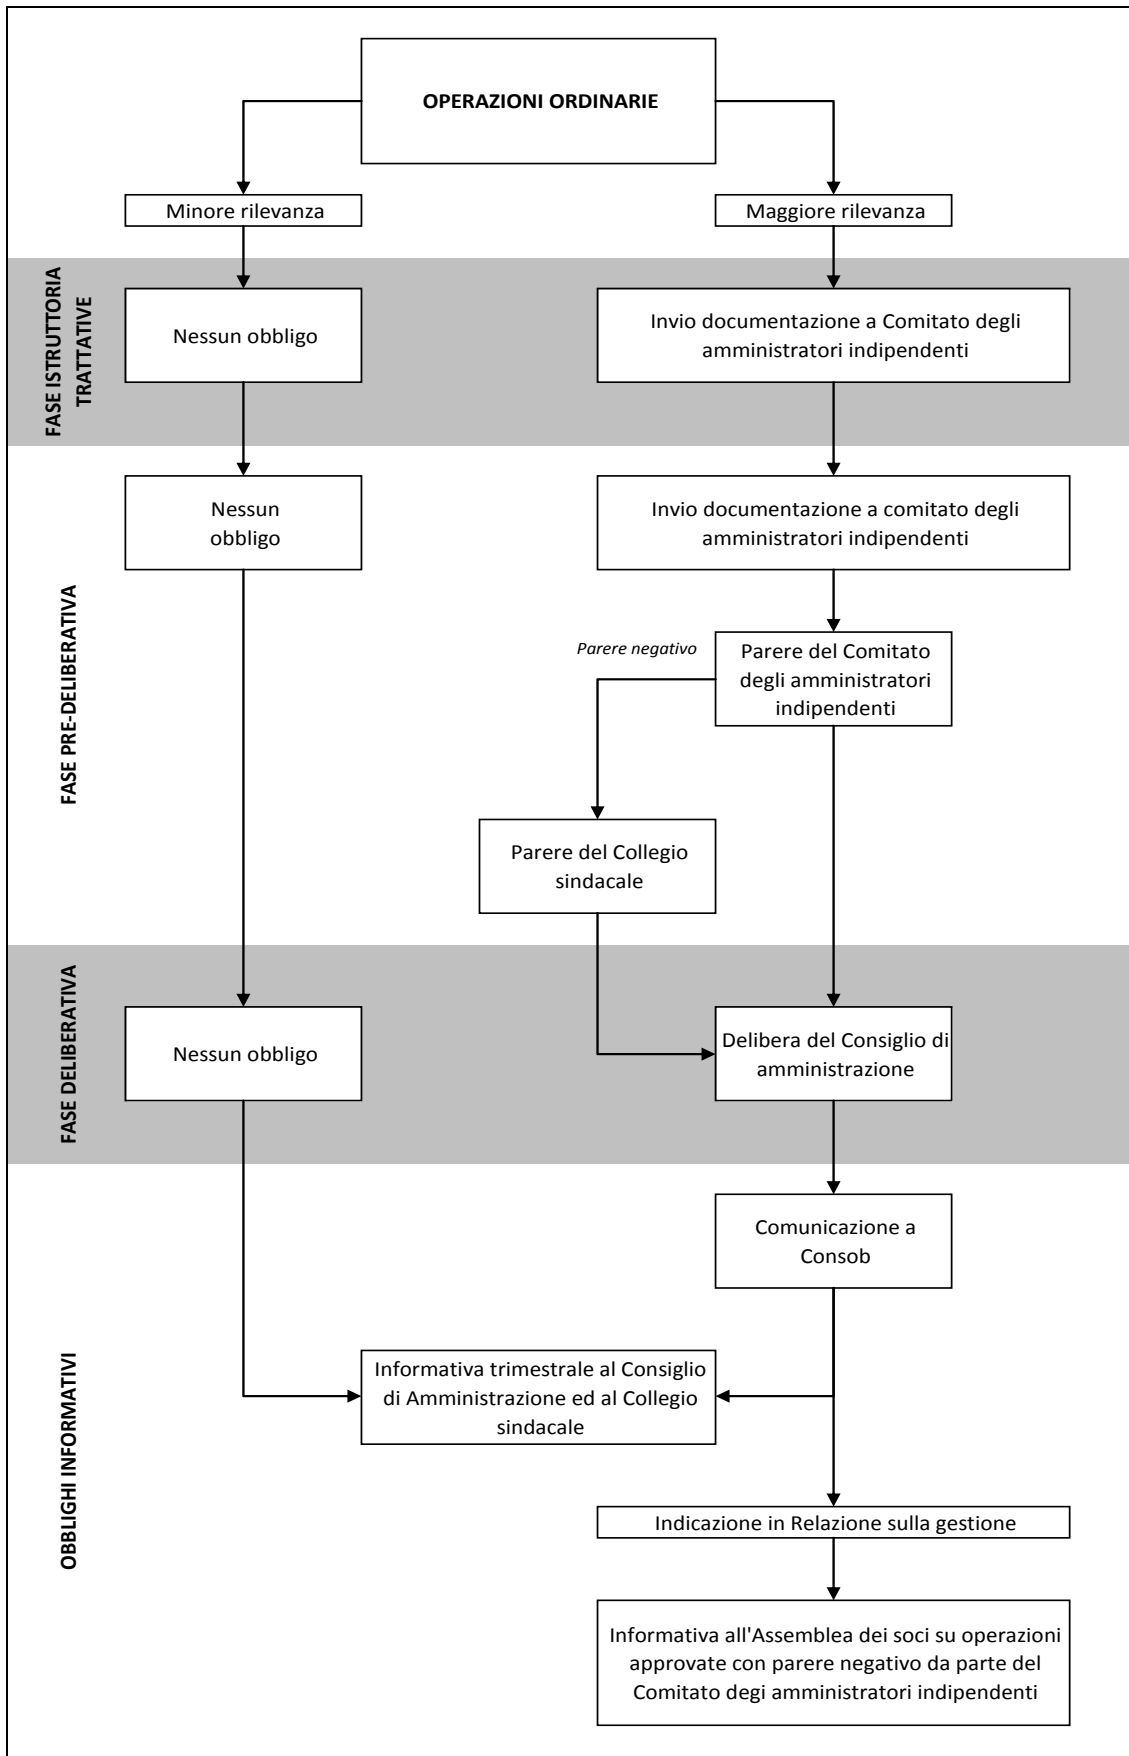 OPERAZIONI ORDINARIE
Minore rilevanza
Maggiore rilevanza
FASE ISTRUTTORIA
TRATTATIVE
Nessun obbligo
Invio documentazione a Comitato degli
amministratori indipendenti
FASE PRE-DELIBERATIVA
Nessun
obbligo
Invio documentazione a comitato degli
amministratori indipendenti
Parere negativo
Parere del Comitato
degli amministratori
indipendenti
Parere del Collegio
sindacale
FASE DELIBERATIVA
Nessun obbligo
Delibera del Consiglio di
amministrazione
OBBLIGHI INFORMATIVI
Comunicazione a
Consob
Informativa trimestrale al Consiglio
di Amministrazione ed al Collegio
sindacale
Indicazione in Relazione sulla gestione
Informativa all'Assemblea dei soci su operazioni
approvate con parere negativo da parte del
Comitato degi amministratori indipendenti